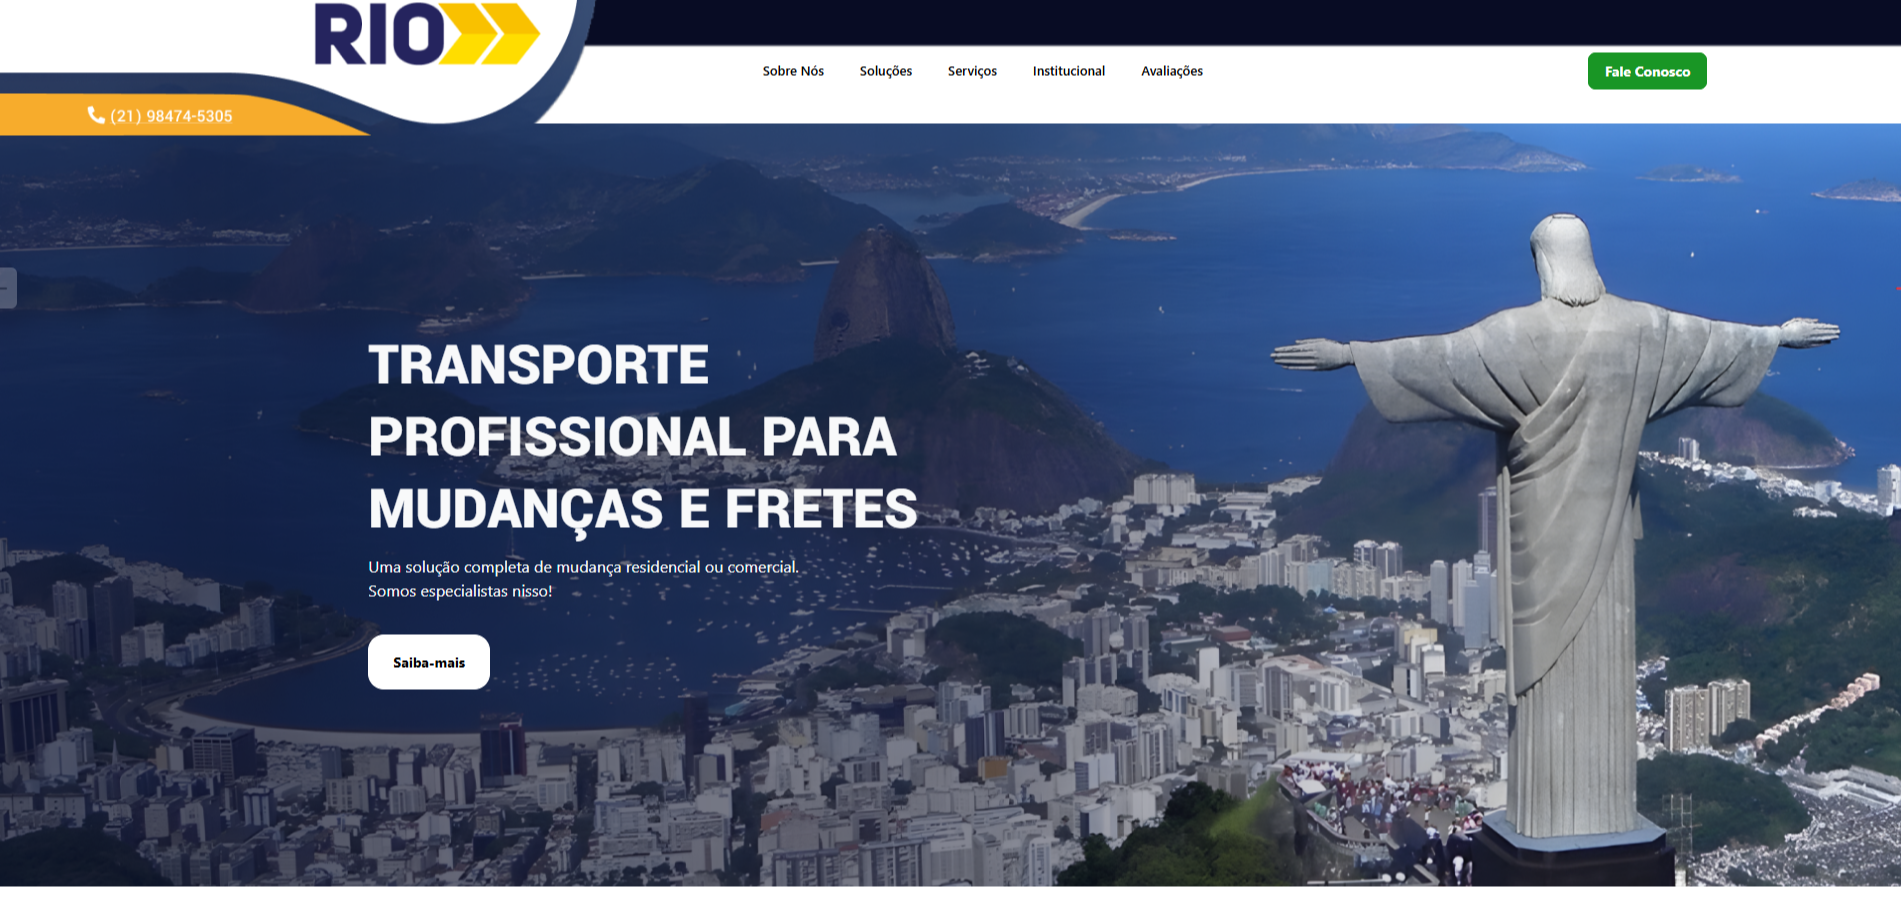 RIO
Sobre Nós
Soluções
Serviços
Institucional
Avaliações
Fale Conosco
(21) 98474-5305
TRANSPORTE
PROFISSIONAL PARA
MUDANÇAS E FRETES
Uma solução completa de mudança residencial ou comercial.
Somos especialistas nisso!
Saiba-mais